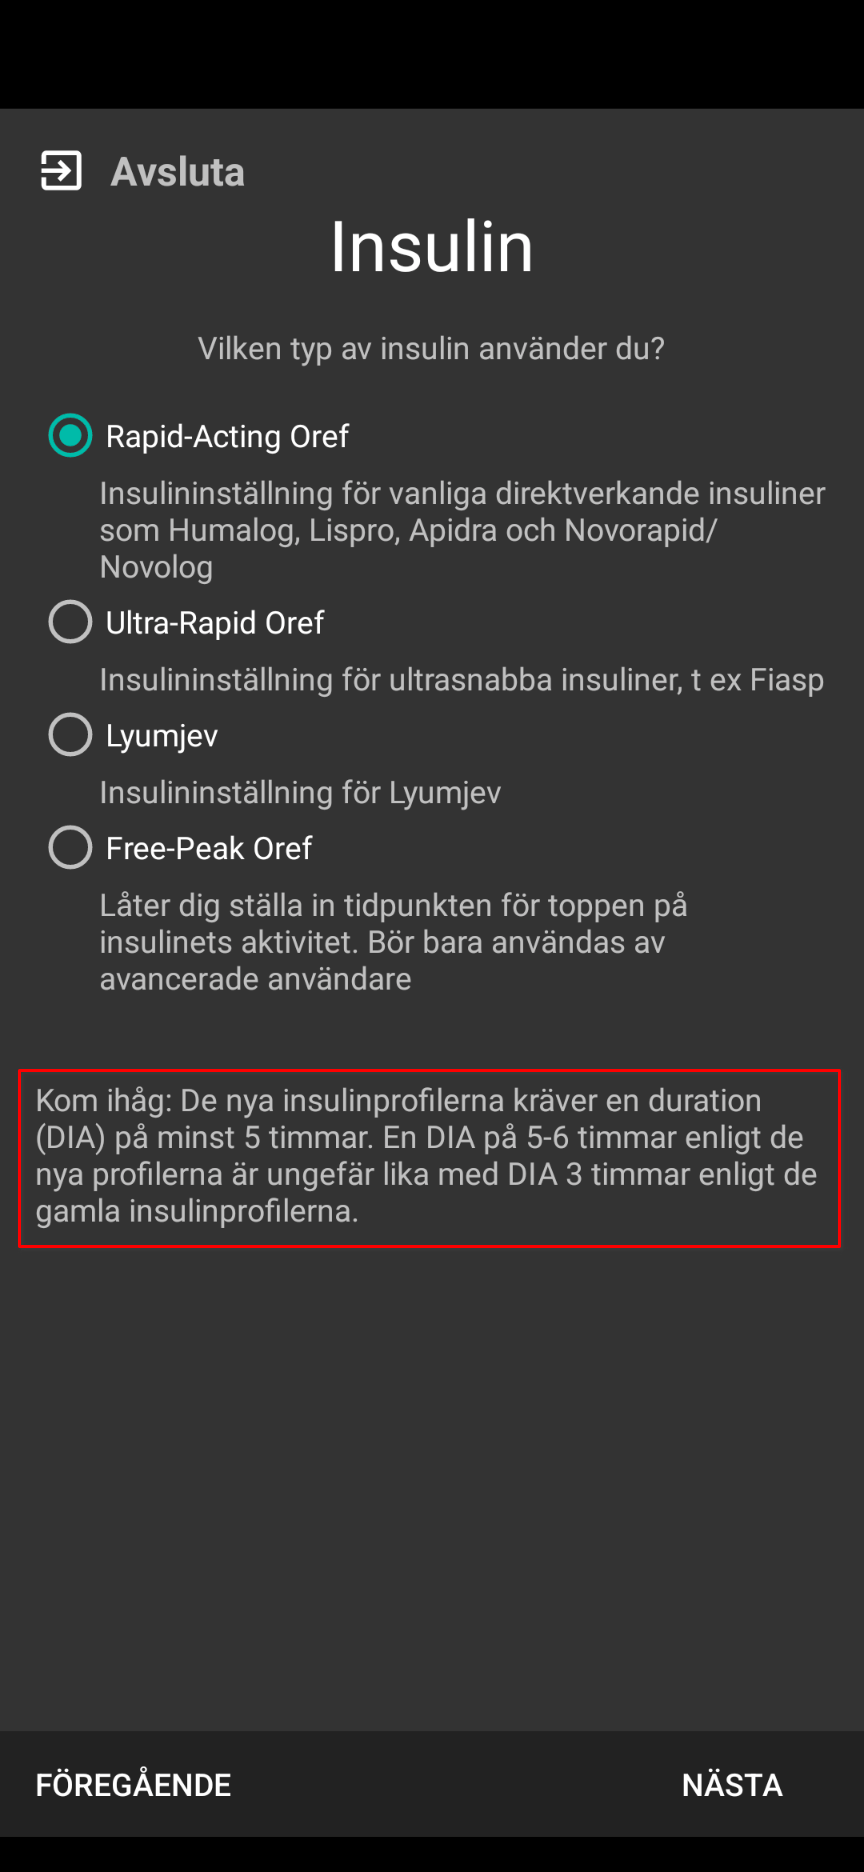 Avsluta
Insulin
Vilken typ av insulin använder du?
Rapid-Acting Oref
Insulininställning för vanliga direktverkande insuliner
som Humalog, Lispro, Apidra och Novorapid/
Novolog
Ultra-Rapid Oref
Insulininställning för ultrasnabba insuliner, t ex Fiasp
Lyumjev
Insulininställning för Lyumjev
Free-Peak Oref
Låter dig ställa in tidpunkten för toppen på
insulinets aktivitet. Bör bara användas av
avancerade användare
Kom ihåg: De nya insulinprofilerna kräver en duration
(DIA) på minst 5 timmar. En DIA på 5-6 timmar enligt de
nya profilerna är ungefär lika med DIA 3 timmar enligt de
gamla insulinprofilerna.
FÖREGÅENDE
NÄSTA